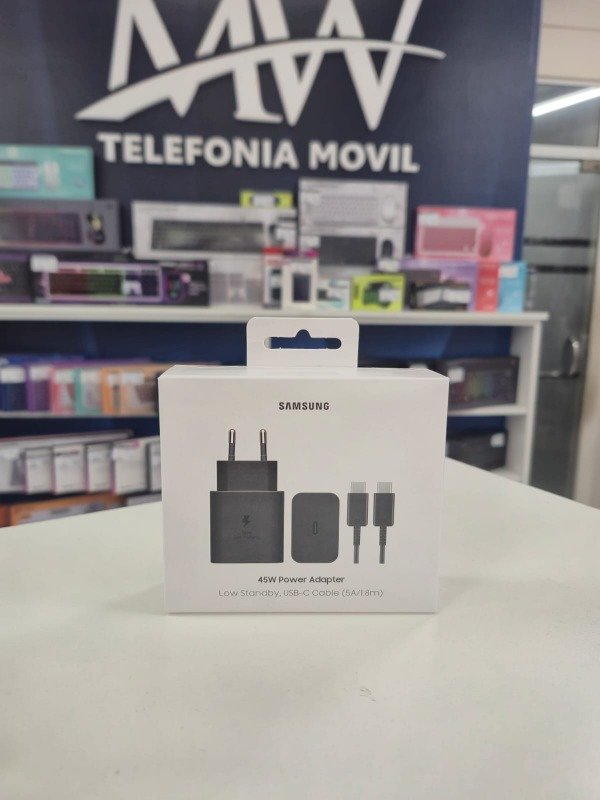 MW
TELEFONIA MOVIL
SAMSUNG
45W Power Adapter
Low Standby, USB-C Cable (5A/1.8m)